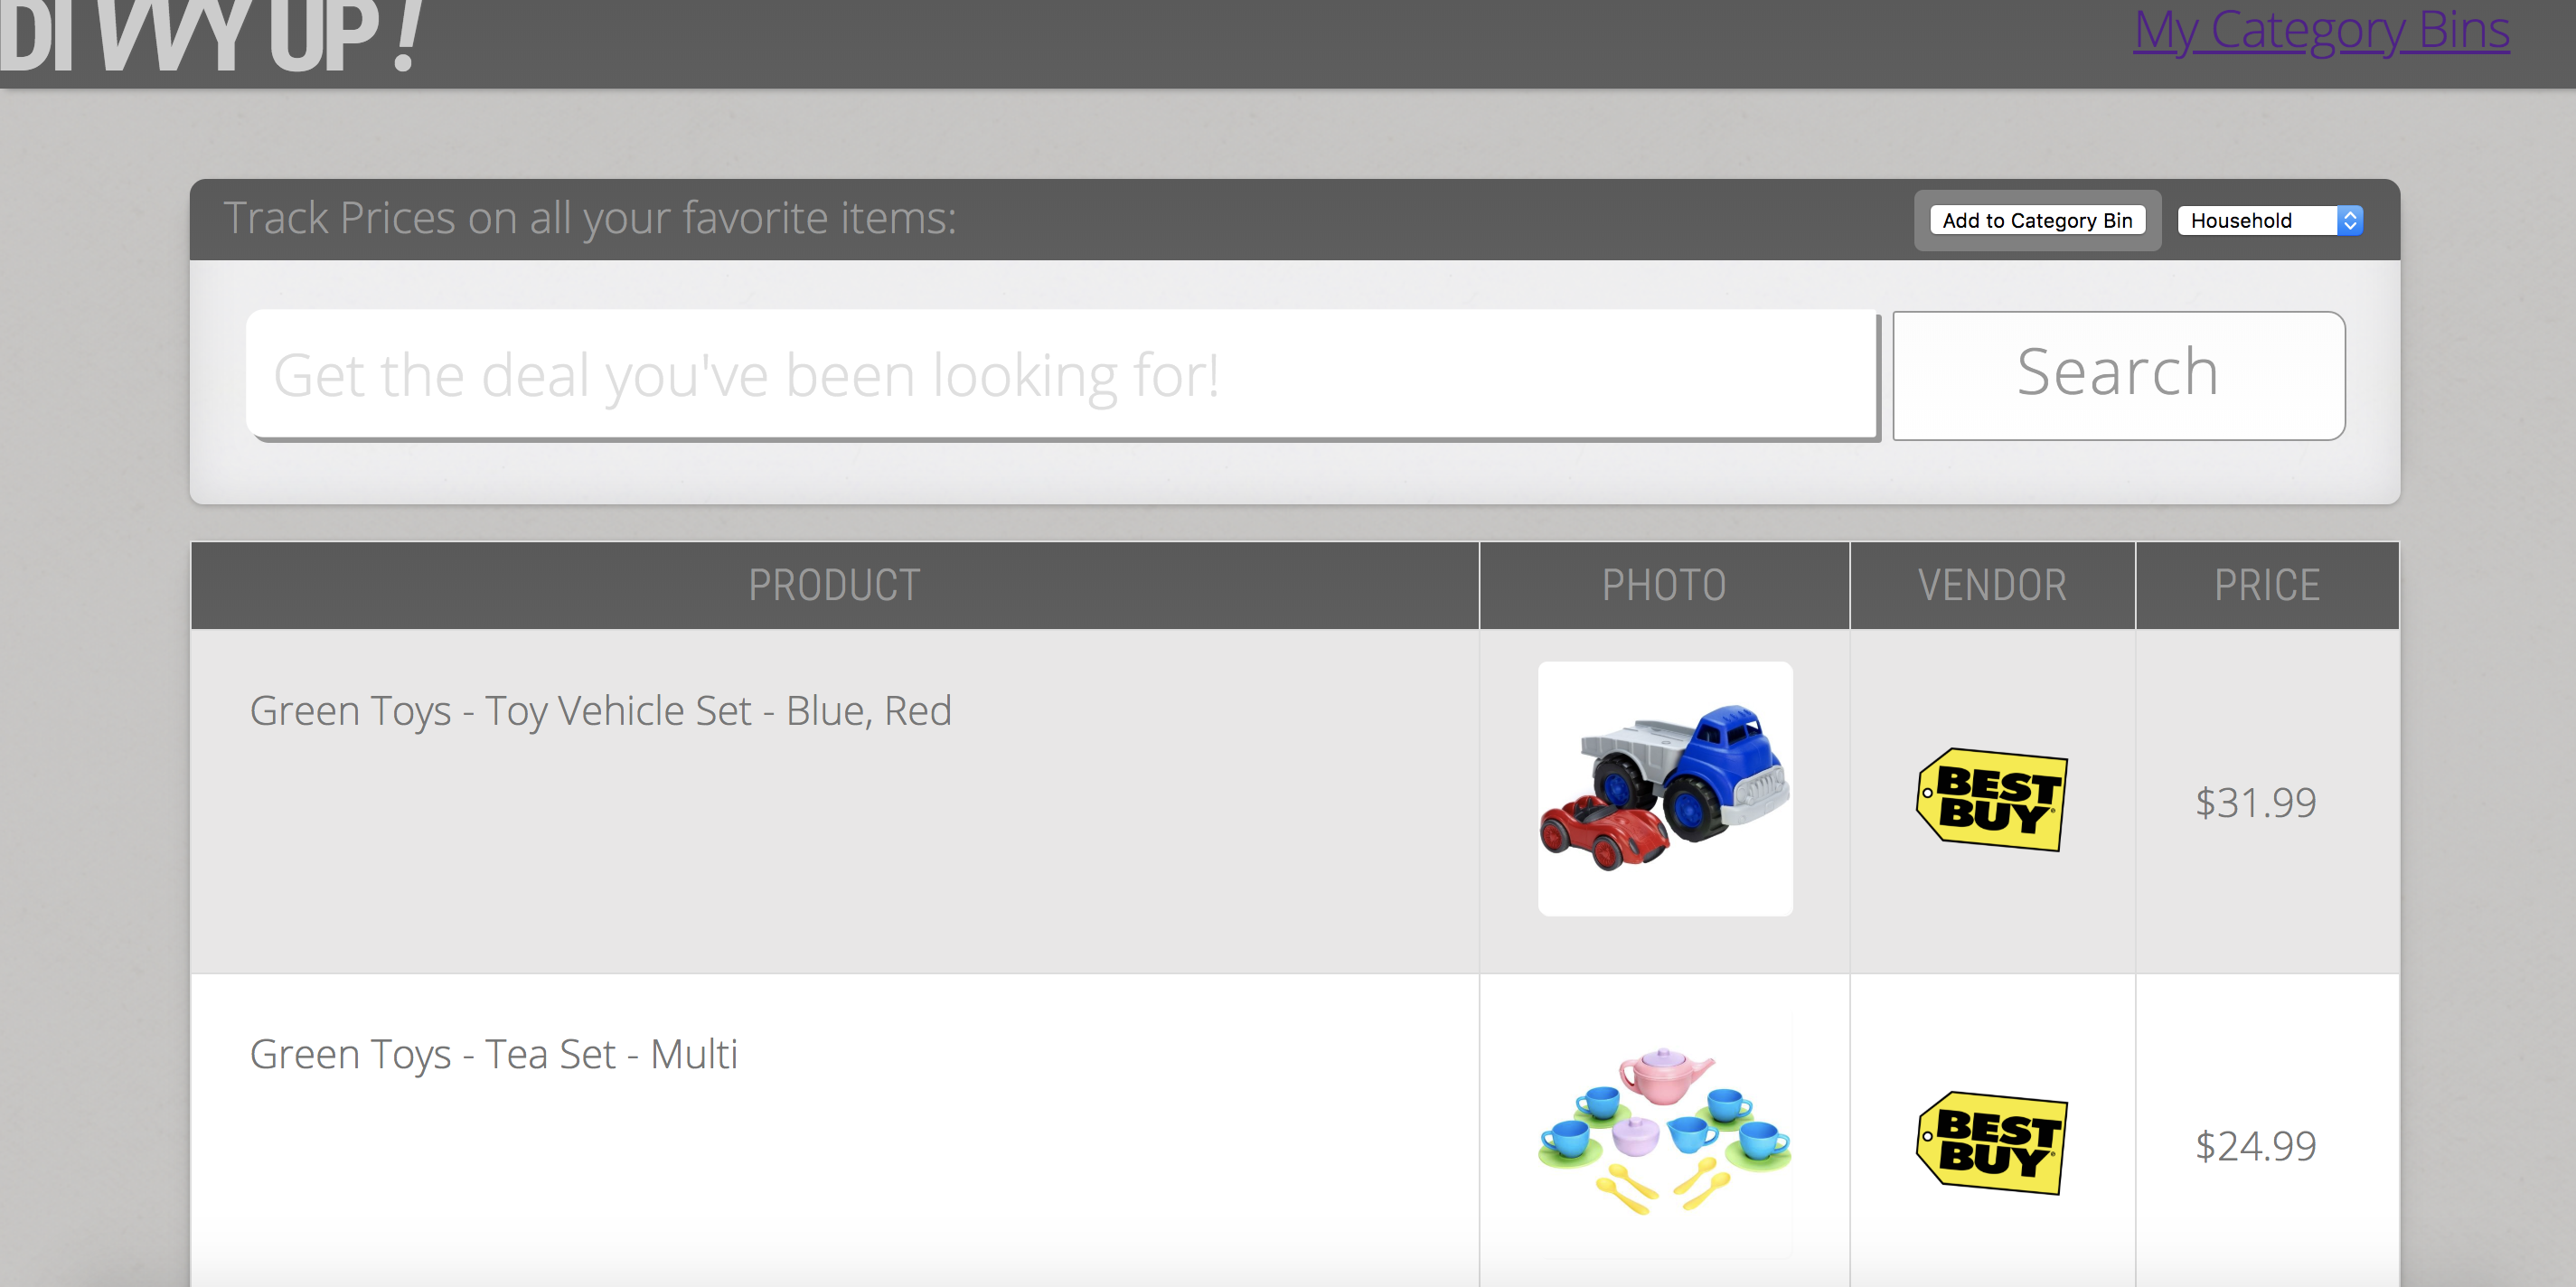 DIVVY UP!
My Category Bins
Track Prices on all your favorite items:
Add to Category Bin
Household
Get the deal you've been looking for!
Search
PRODUCT PHOTO VENDOR PRICE
Green Toys - Toy Vehicle Set - Blue, Red
BEST
BUY
$31.99
Green Toys - Tea Set - Multi
BEST
BUY
$24.99